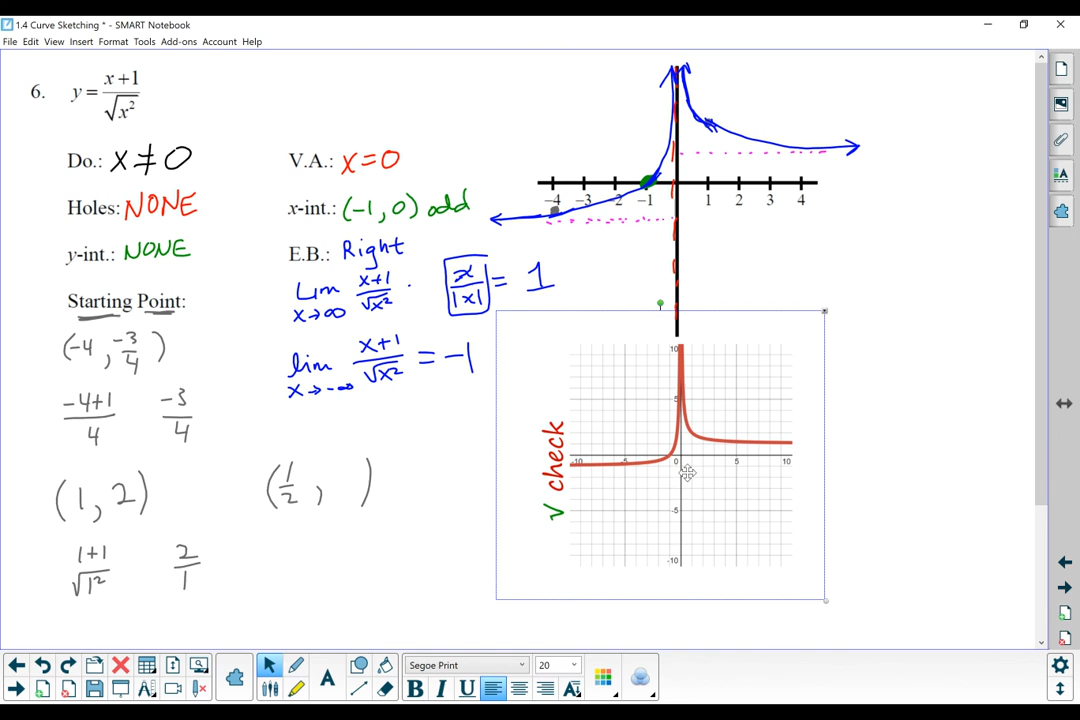 1.4 Curve Sketching * - SMART Notebook
File Edit View Insert Format Tools Add-ons Account Help
6. y = x+1 / √x²
Do.: x ≠ 0
V.A.: x = 0
Holes: NONE
x-int.: (-1, 0) odd
y-int.: NONE
E.B.: Right
Lim x→∞ x+1/√x² · x/|x| = 1
Starting Point:
(-4, -3/4)
lim x→-∞ x+1/√x² = -1
-4+1/4 -3/4
(1, 2) (1/2, )
1+1/√1² 2/1
-4 -3 -2 -1 1 2 3 4
√ check
10
5
-10 -5 0 5 10
-5
-10
Segoe Print 20
B I U